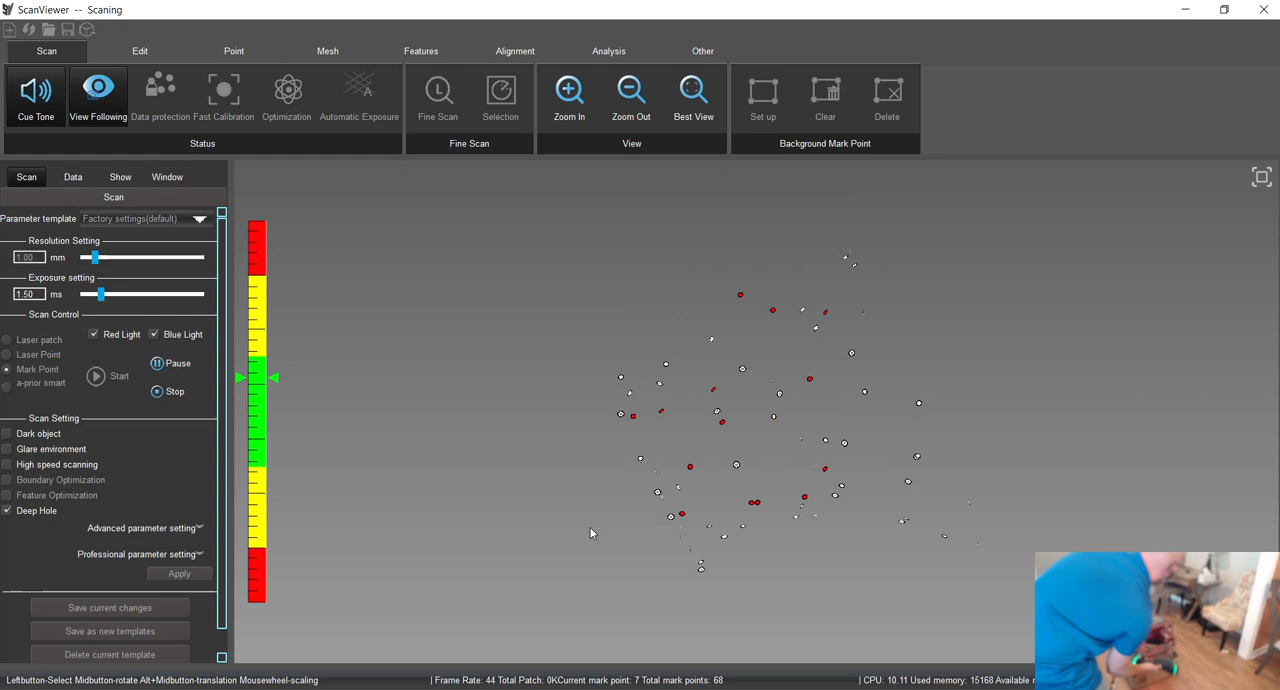 ScanViewer -- Scaning
Scan Edit Point Mesh Features Alignment Analysis Other
Cue Tone View Following Data protection Fast Calibration Optimization Automatic Exposure Fine Scan Selection Zoom In Zoom Out Best View Set up Clear Delete
Status Fine Scan View Background Mark Point
Scan Data Show Window
Scan
Parameter template Factory settings(default)
Resolution Setting
1.00 mm
Exposure setting
1.50 ms
Scan Control
Laser patch Red Light Blue Light
Laser Point
Mark Point Start Pause
a-prior smart Stop
Scan Setting
Dark object
Glare environment
High speed scanning
Boundary Optimization
Feature Optimization
Deep Hole
Advanced parameter setting
Professional parameter setting
Apply
Save current changes
Save as new templates
Delete current template
Leftbutton-Select Midbutton-rotate Alt+Midbutton-translation Mousewheel-scaling | Frame Rate: 44 Total Patch: 0KCurrent mark point: 7 Total mark points: 68 | CPU: 10.11 Used memory: 15168 Available